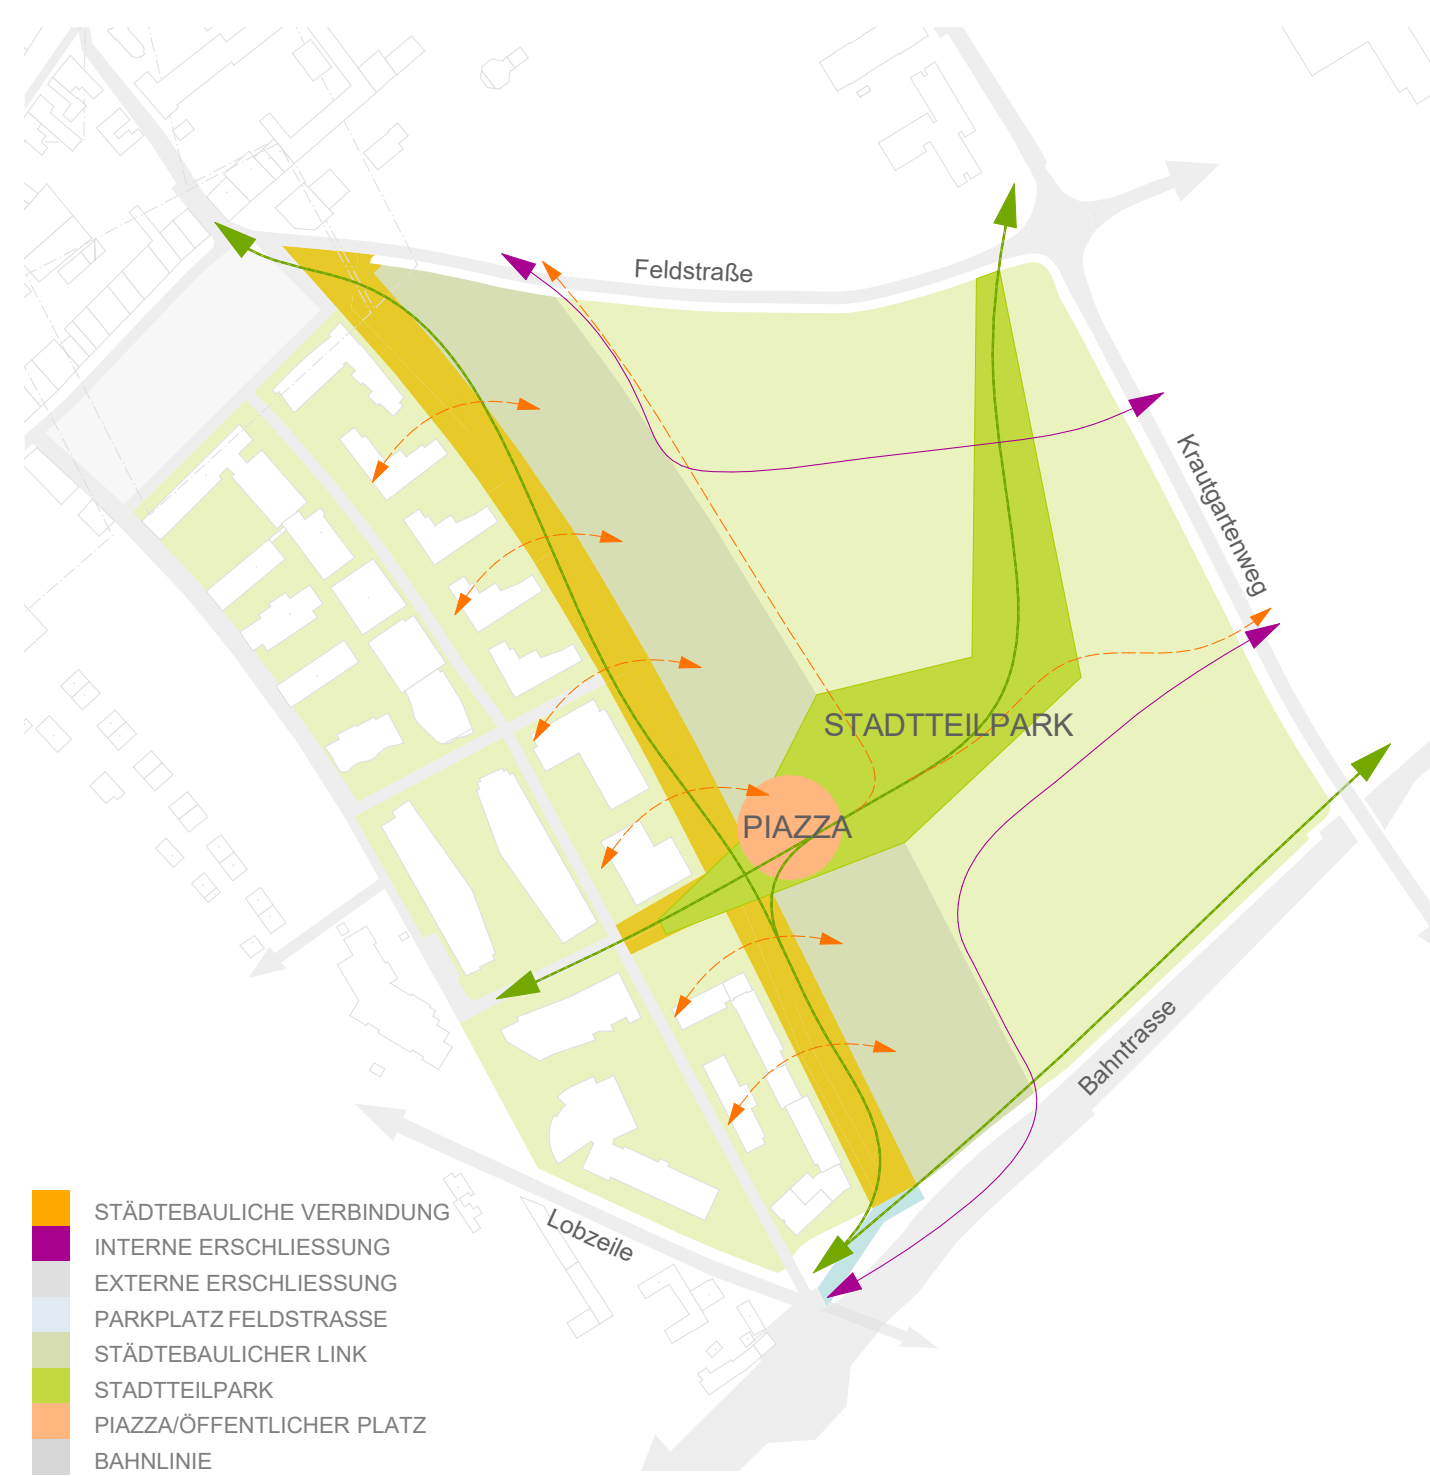 Feldstraße
Krautgartenweg
STADTTEILPARK
PIAZZA
Bahntrasse
Lobzeile
STÄDTEBAULICHE VERBINDUNG
INTERNE ERSCHLIESSUNG
EXTERNE ERSCHLIESSUNG
PARKPLATZ FELDSTRASSE
STÄDTEBAULICHER LINK
STADTTEILPARK
PIAZZA/ÖFFENTLICHER PLATZ
BAHNLINIE